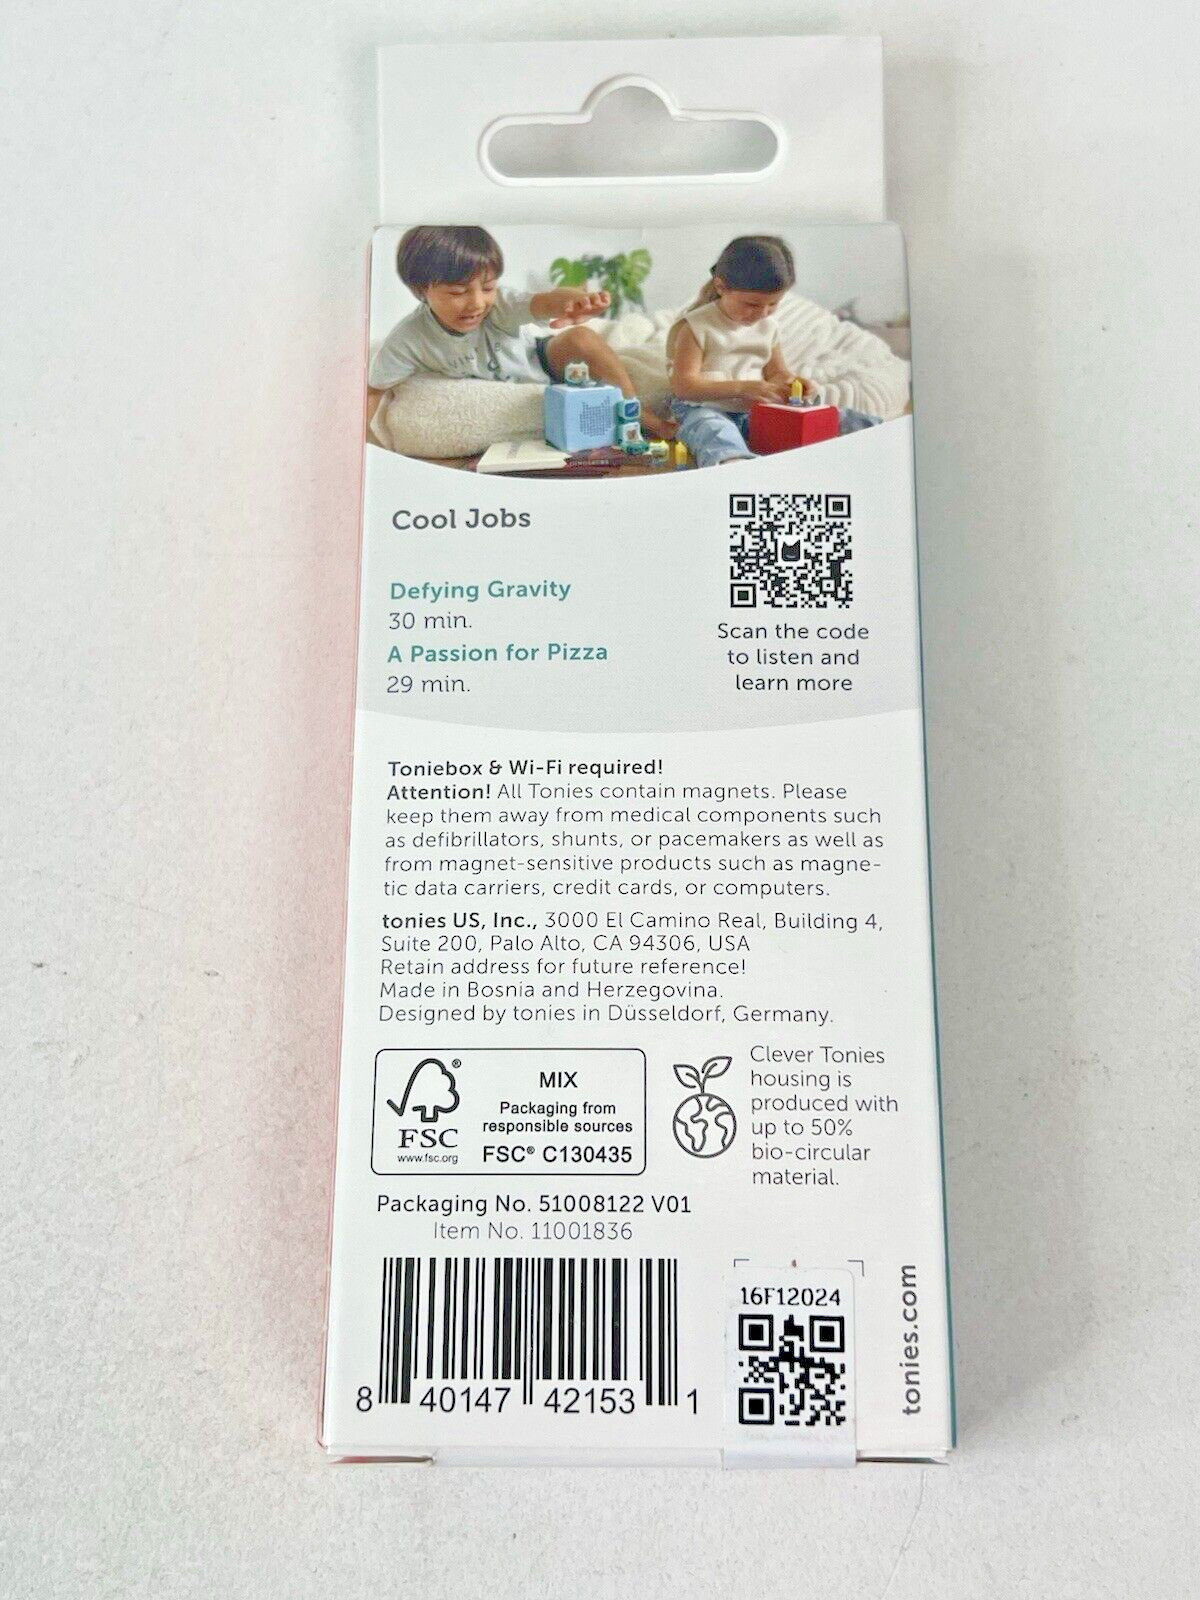 Cool Jobs
Defying Gravity
30 min.
A Passion for Pizza
29 min.
Scan the code
to listen and
learn more
Toniebox & Wi-Fi required!
Attention! All Tonies contain magnets. Please
keep them away from medical components such
as defibrillators, shunts, or pacemakers as well as
from magnet-sensitive products such as magne-
tic data carriers, credit cards, or computers.
tonies US, Inc., 3000 El Camino Real, Building 4,
Suite 200, Palo Alto, CA 94306, USA
Retain address for future reference!
Made in Bosnia and Herzegovina.
Designed by tonies in Düsseldorf, Germany.
FSC
®
www.fsc.org
MIX
Packaging from
responsible sources
FSC® C130435
Clever Tonies
housing is
produced with
up to 50%
bio-circular
material.
Packaging No. 51008122 V01
Item No. 11001836
8 40147 42153 1
16F12024
tonies.com